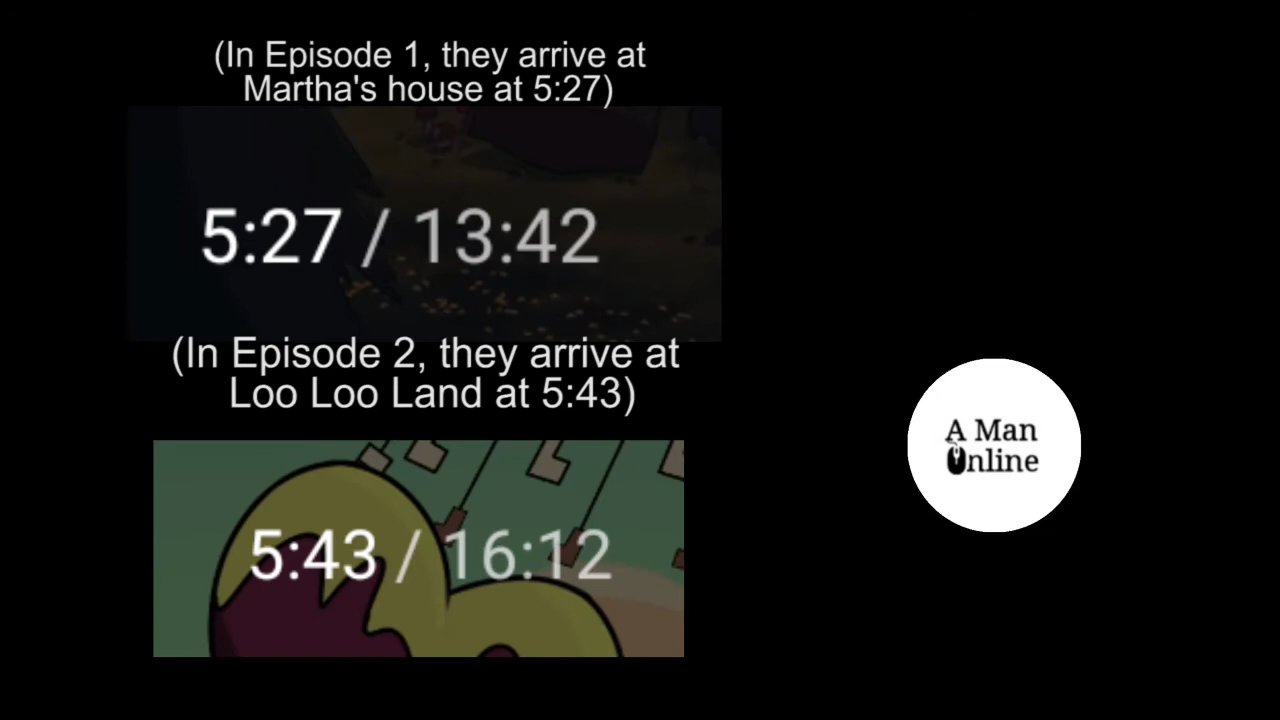 (In Episode 1, they arrive at
Martha's house at 5:27)
5:27 / 13:42
(In Episode 2, they arrive at
Loo Loo Land at 5:43)
5:43 / 16:12
A Man
Online